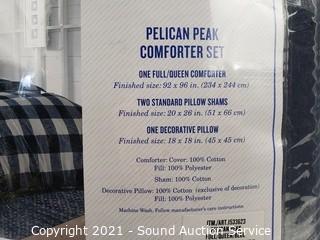 PELICAN PEAK
COMFORTER SET
ONE FULL/QUEEN COMFORTER
Finished size: 92 x 96 in. (234 x 244 cm)
TWO STANDARD PILLOW SHAMS
Finished size: 20 x 26 in. (51 x 66 cm)
ONE DECORATIVE PILLOW
Finished size: 18 x 18 in. (45 x 45 cm)
Comforter: Cover: 100% Cotton
Fill: 100% Polyester
Sham: 100% Cotton
Decorative Pillow: 100% Cotton (exclusive of decoration)
Fill: 100% Polyester
Machine Wash. Follow manufacturer's care instructions
ITM./ART.1533623
Copyright 2021 - Sound Auction Service